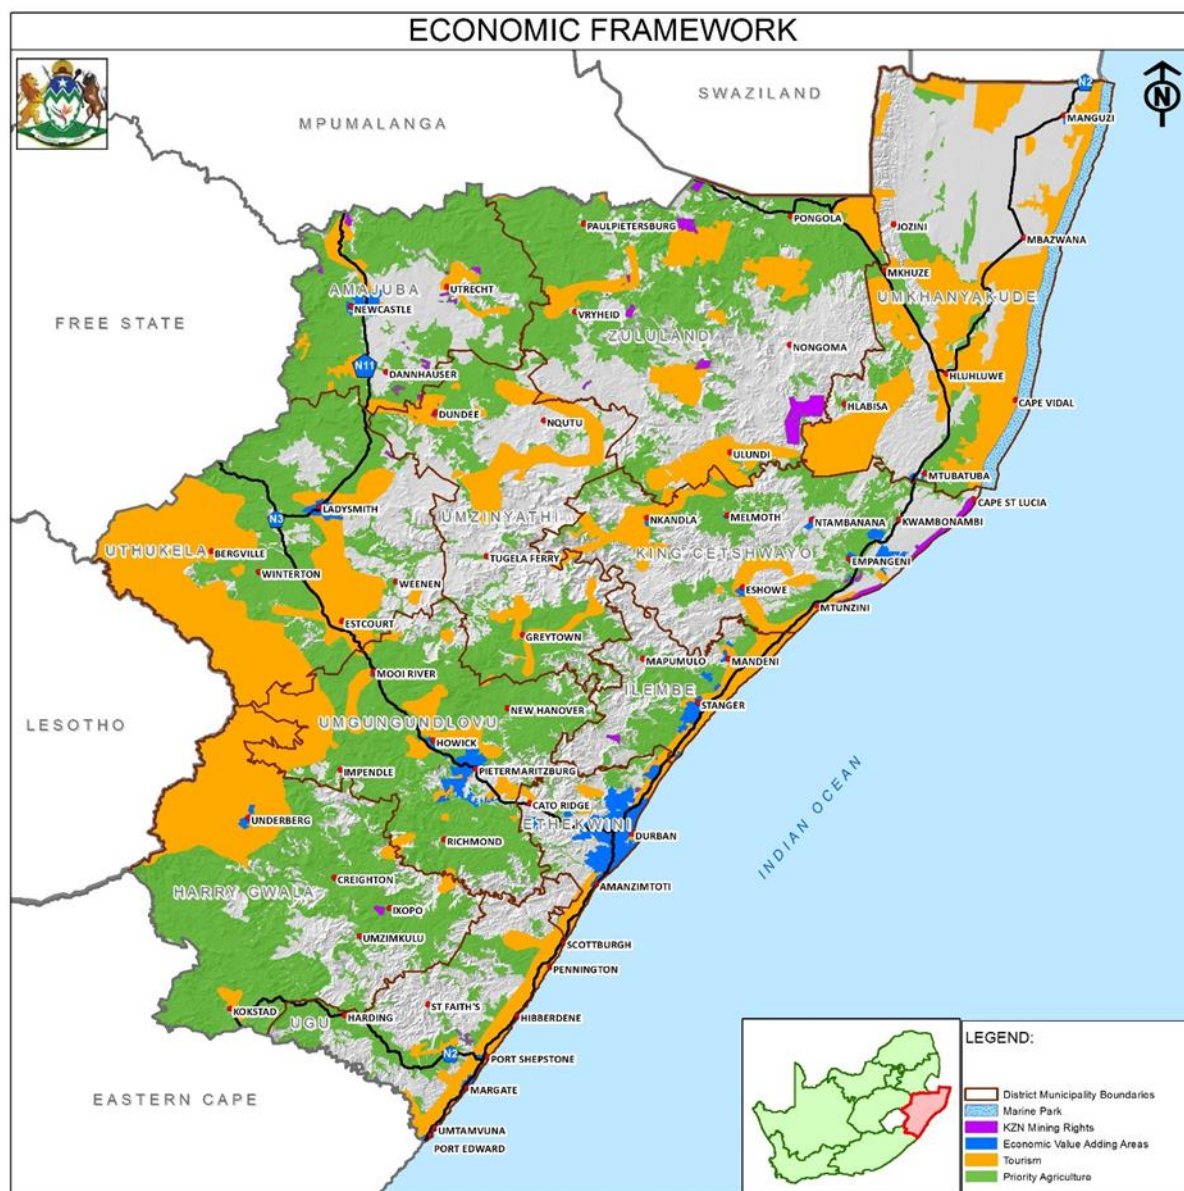 ECONOMIC FRAMEWORK
SWAZILAND
MPUMALANGA
N2
N
MANGUZI
PAULPIETERSBURG
PONGOLA
JOZINI
MBAZWANA
MKHUZE
UMKHANYAKUDE
AMAJUBA
UTRECHT
NEWCASTLE
FREE STATE
VRYHEID
ZULULAND
NONGOMA
N11
DANNHAUSER
HLUHLUWE
CAPE VIDAL
HLABISA
DUNDEE
NQUTU
ULUNDI
MTUBATUBA
CAPE ST LUCIA
LADYSMITH
N3
UMZINYATHI
NKANDLA
MELMOTH
NTAMBANANA
KWAMBONAMBI
UTHUKELA
BERGVILLE
TUGELA FERRY
KING CETSHWAYO
EMPANGENI
WINTERTON
WEENEN
ESHOWE
MTUNZINI
ESTCOURT
GREYTOWN
MAPUMULO
MANDENI
MOOI RIVER
ILEMBE
STANGER
NEW HANOVER
LESOTHO
UMGUNGUNDLOVU
HOWICK
IMPENDLE
PIETERMARITZBURG
CATO RIDGE
UNDERBERG
ETHEKWINI
DURBAN
RICHMOND
INDIAN OCEAN
CREIGHTON
AMANZIMTOTI
HARRY GWALA
IXOPO
UMZIMKULU
SCOTTBURGH
PENNINGTON
KOKSTAD
ST FAITH'S
HARDING
HIBBERDENE
UGU
N2
PORT SHEPSTONE
MARGATE
EASTERN CAPE
UMTAMVUNA
PORT EDWARD
LEGEND:
District Municipality Boundaries
Marine Park
KZN Mining Rights
Economic Value Adding Areas
Tourism
Priority Agriculture